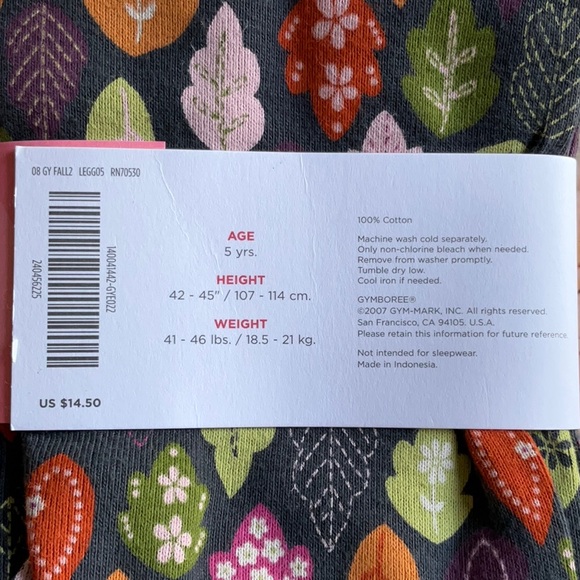 08 GY FALL2 LEGG05 RN70530
240456225
140041442-GYE022
US $14.50
AGE
5 yrs.
HEIGHT
42 - 45" / 107 - 114 cm.
WEIGHT
41 - 46 lbs. / 18.5 - 21 kg.
100% Cotton
Machine wash cold separately.
Only non-chlorine bleach when needed.
Remove from washer promptly.
Tumble dry low.
Cool iron if needed.
GYMBOREE®
©2007 GYM-MARK, INC. All rights reserved.
San Francisco, CA 94105. U.S.A.
Please retain this information for future reference.
Not intended for sleepwear.
Made in Indonesia.